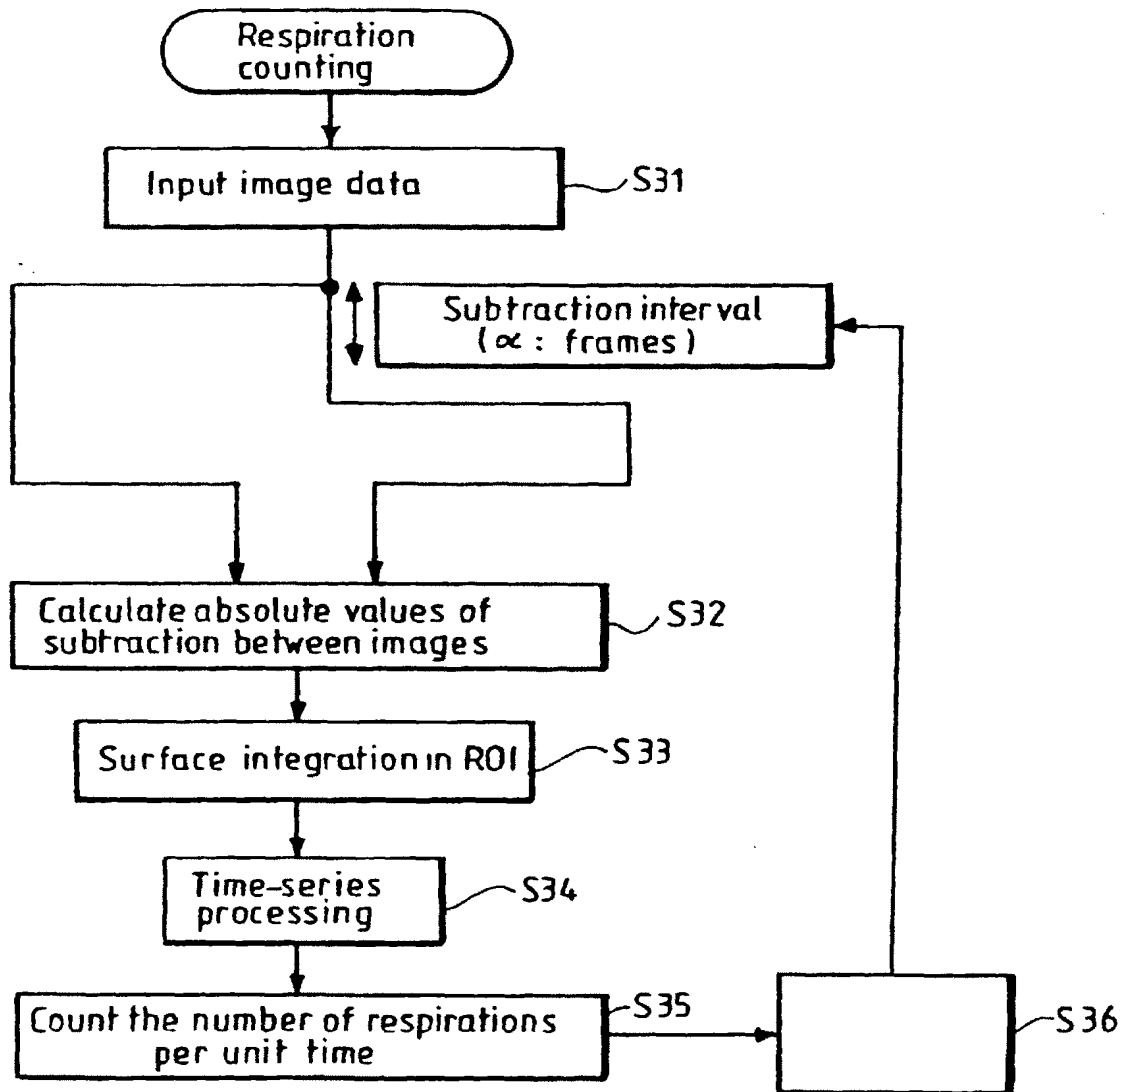 Respiration
counting
Input image data
S31
Subtraction interval
(α : frames)
Calculate absolute values of
subtraction between images
S32
Surface integration in ROI
S33
Time-series
processing
S34
Count the number of respirations
per unit time
S35
S36